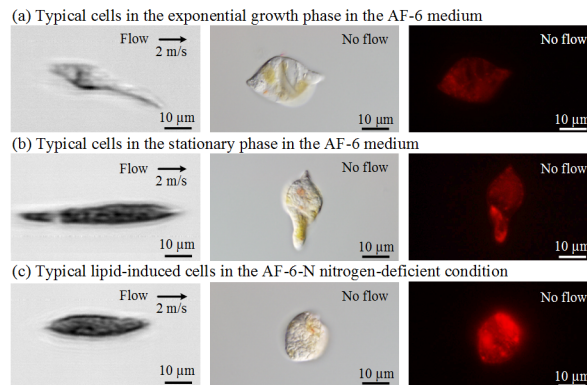 (a) Typical cells in the exponential growth phase in the AF-6 medium
Flow
2 m/s
10 µm
No flow
10 µm
No flow
10 µm
(b) Typical cells in the stationary phase in the AF-6 medium
Flow
2 m/s
10 µm
No flow
10 µm
No flow
10 µm
(c) Typical lipid-induced cells in the AF-6-N nitrogen-deficient condition
Flow
2 m/s
10 µm
No flow
10 µm
No flow
10 µm